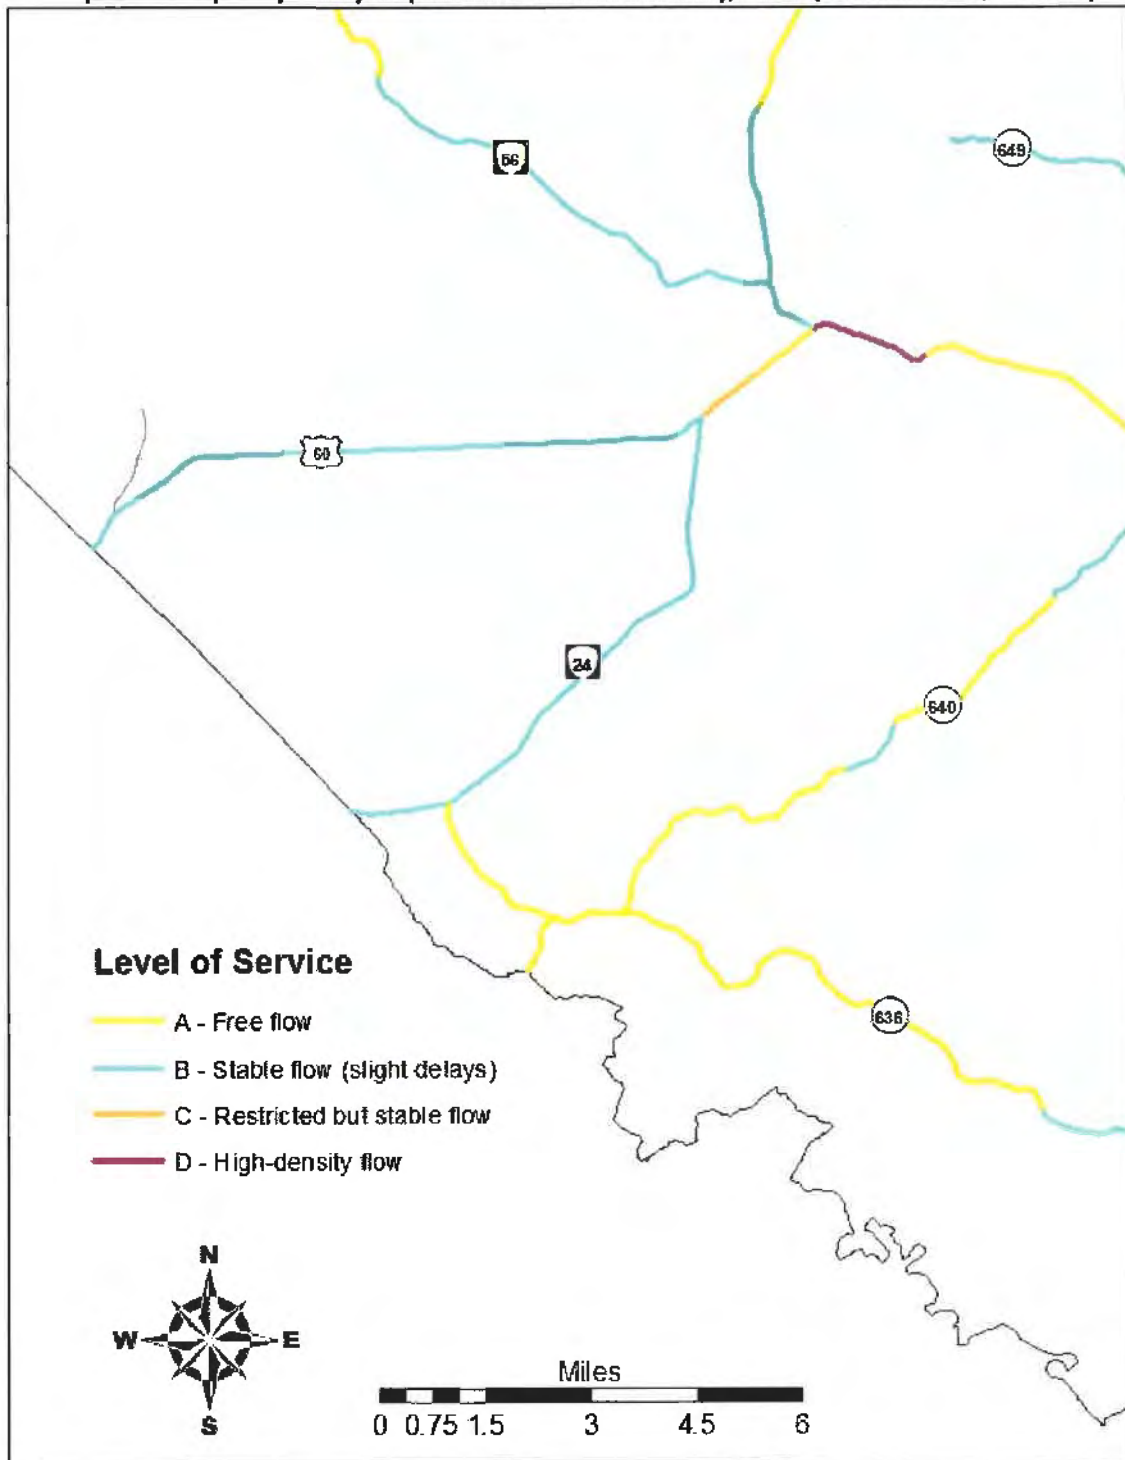 56
649
60
24
640
Level of Service
A - Free flow
636
B - Stable flow (slight delays)
C - Restricted but stable flow
D - High-density flow
N
W E
S
Miles
0 0.75 1.5 3 4.5 6